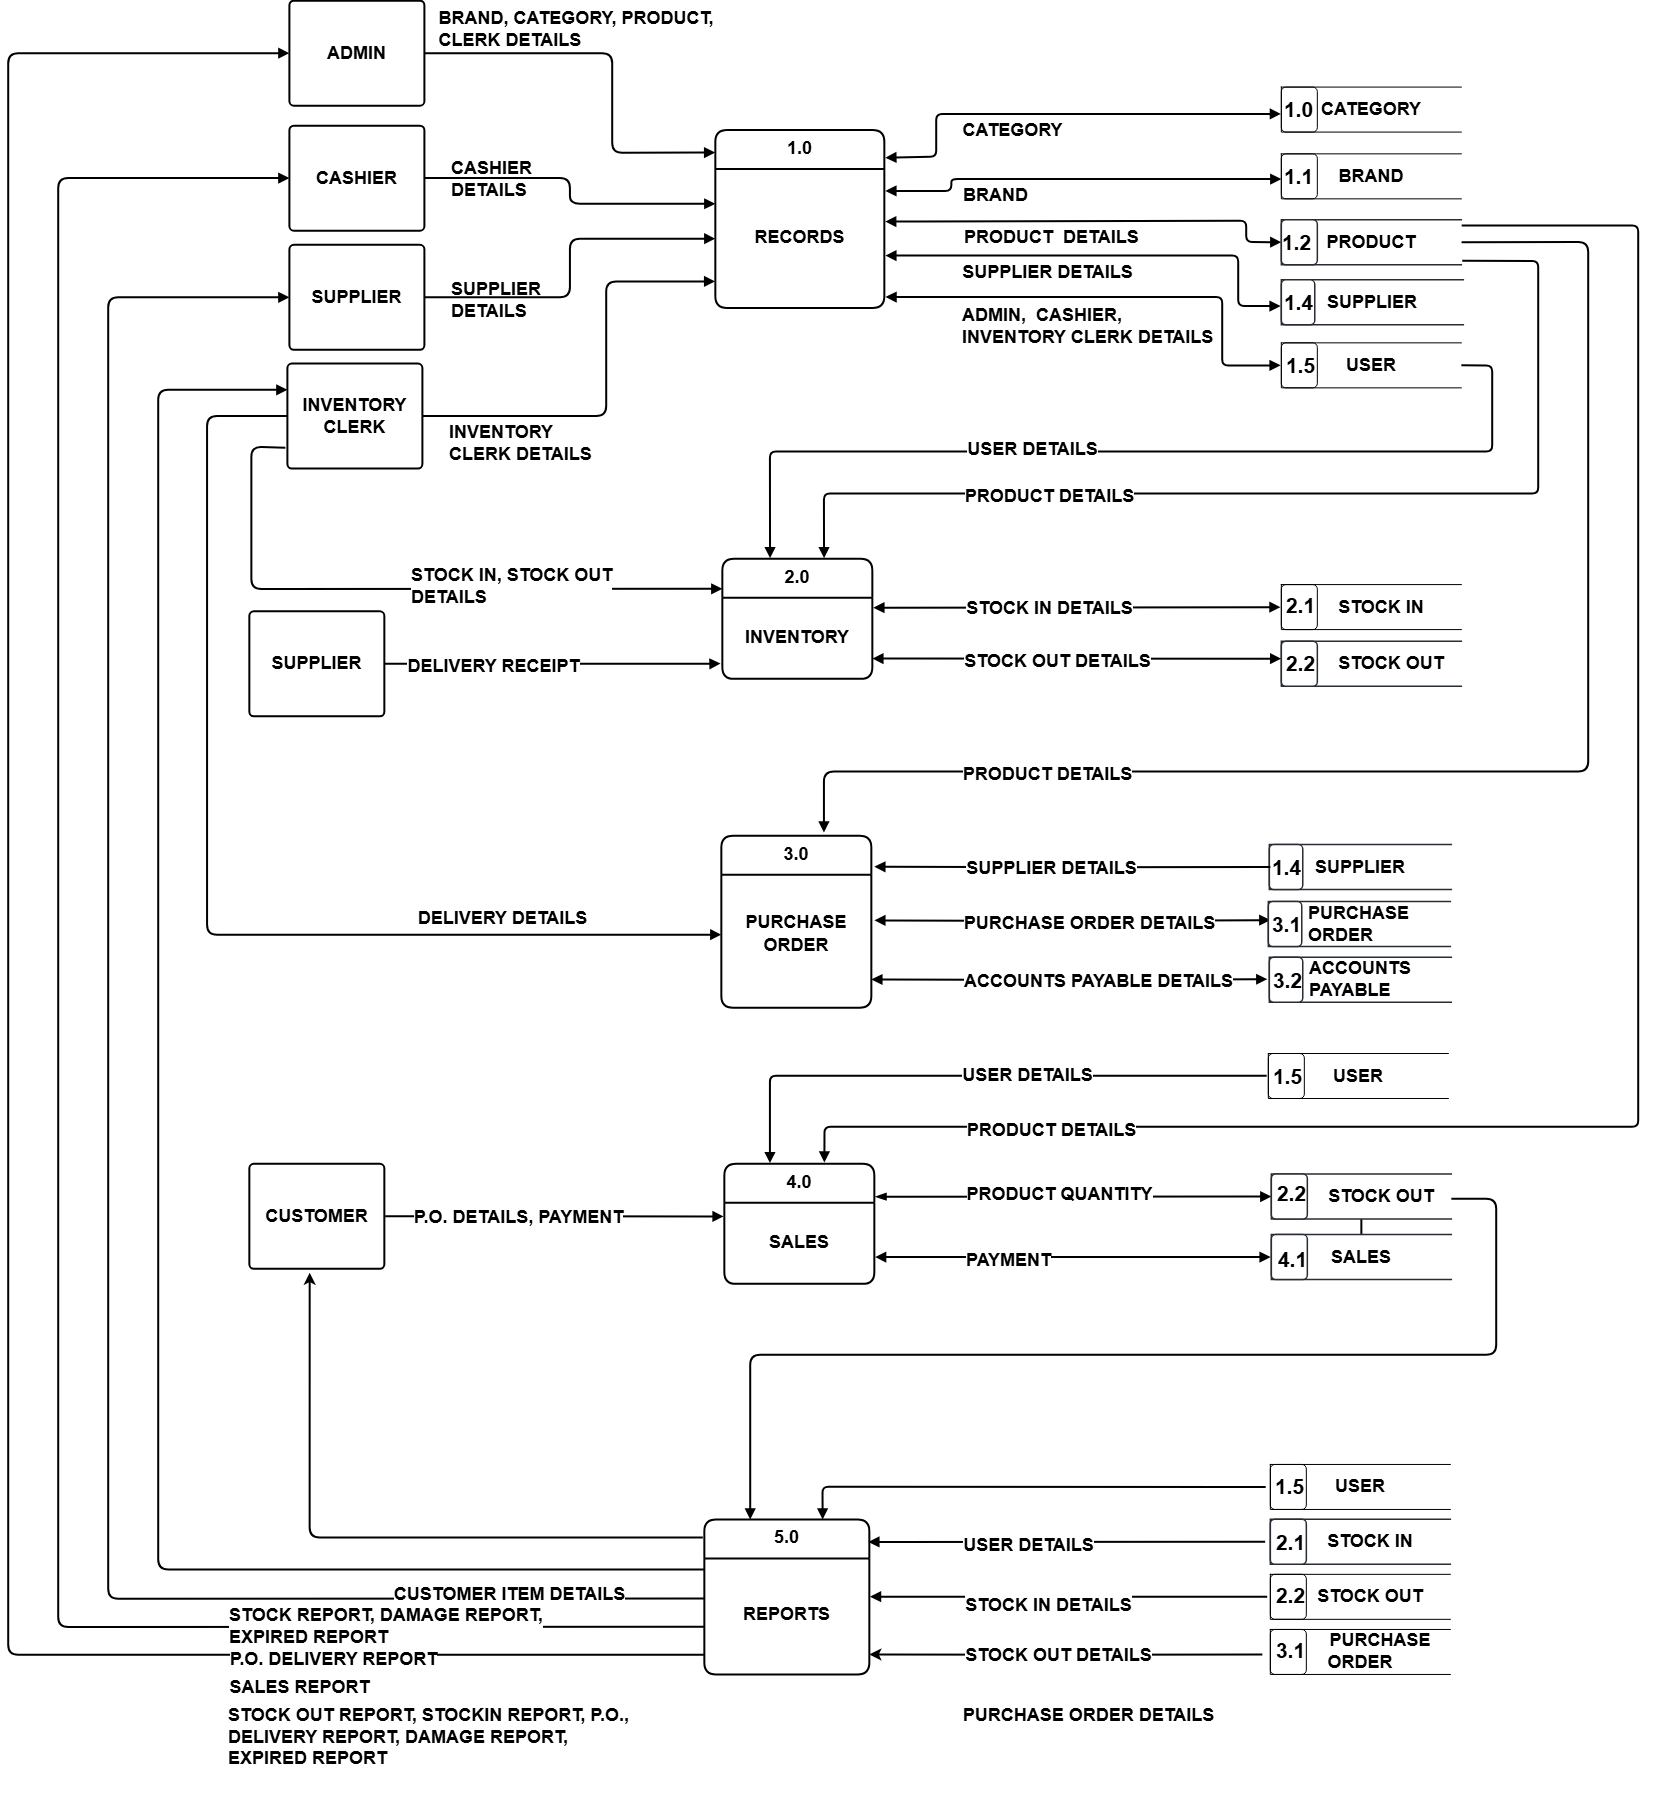 BRAND, CATEGORY, PRODUCT,
CLERK DETAILS
ADMIN
1.0 CATEGORY
CATEGORY
1.0
CASHIER
CASHIER
DETAILS
1.1 BRAND
BRAND
RECORDS
PRODUCT DETAILS
1.2 PRODUCT
SUPPLIER DETAILS
SUPPLIER
SUPPLIER
DETAILS
1.4 SUPPLIER
ADMIN, CASHIER,
INVENTORY CLERK DETAILS
1.5 USER
INVENTORY
CLERK
INVENTORY
CLERK DETAILS
USER DETAILS
PRODUCT DETAILS
STOCK IN, STOCK OUT
DETAILS
2.0
INVENTORY
STOCK IN DETAILS
2.1 STOCK IN
SUPPLIER
DELIVERY RECEIPT
STOCK OUT DETAILS
2.2 STOCK OUT
PRODUCT DETAILS
3.0
SUPPLIER DETAILS
1.4 SUPPLIER
DELIVERY DETAILS
PURCHASE
ORDER
PURCHASE ORDER DETAILS
3.1 PURCHASE
ORDER
ACCOUNTS PAYABLE DETAILS
3.2 ACCOUNTS
PAYABLE
USER DETAILS
1.5 USER
PRODUCT DETAILS
4.0
PRODUCT QUANTITY
2.2 STOCK OUT
CUSTOMER
P.O. DETAILS, PAYMENT
SALES
PAYMENT
4.1 SALES
1.5 USER
5.0
USER DETAILS
2.1 STOCK IN
CUSTOMER ITEM DETAILS
STOCK IN DETAILS
2.2 STOCK OUT
STOCK REPORT, DAMAGE REPORT,
EXPIRED REPORT
REPORTS
P.O. DELIVERY REPORT
STOCK OUT DETAILS
3.1 PURCHASE
ORDER
SALES REPORT
STOCK OUT REPORT, STOCKIN REPORT, P.O.,
DELIVERY REPORT, DAMAGE REPORT,
EXPIRED REPORT
PURCHASE ORDER DETAILS